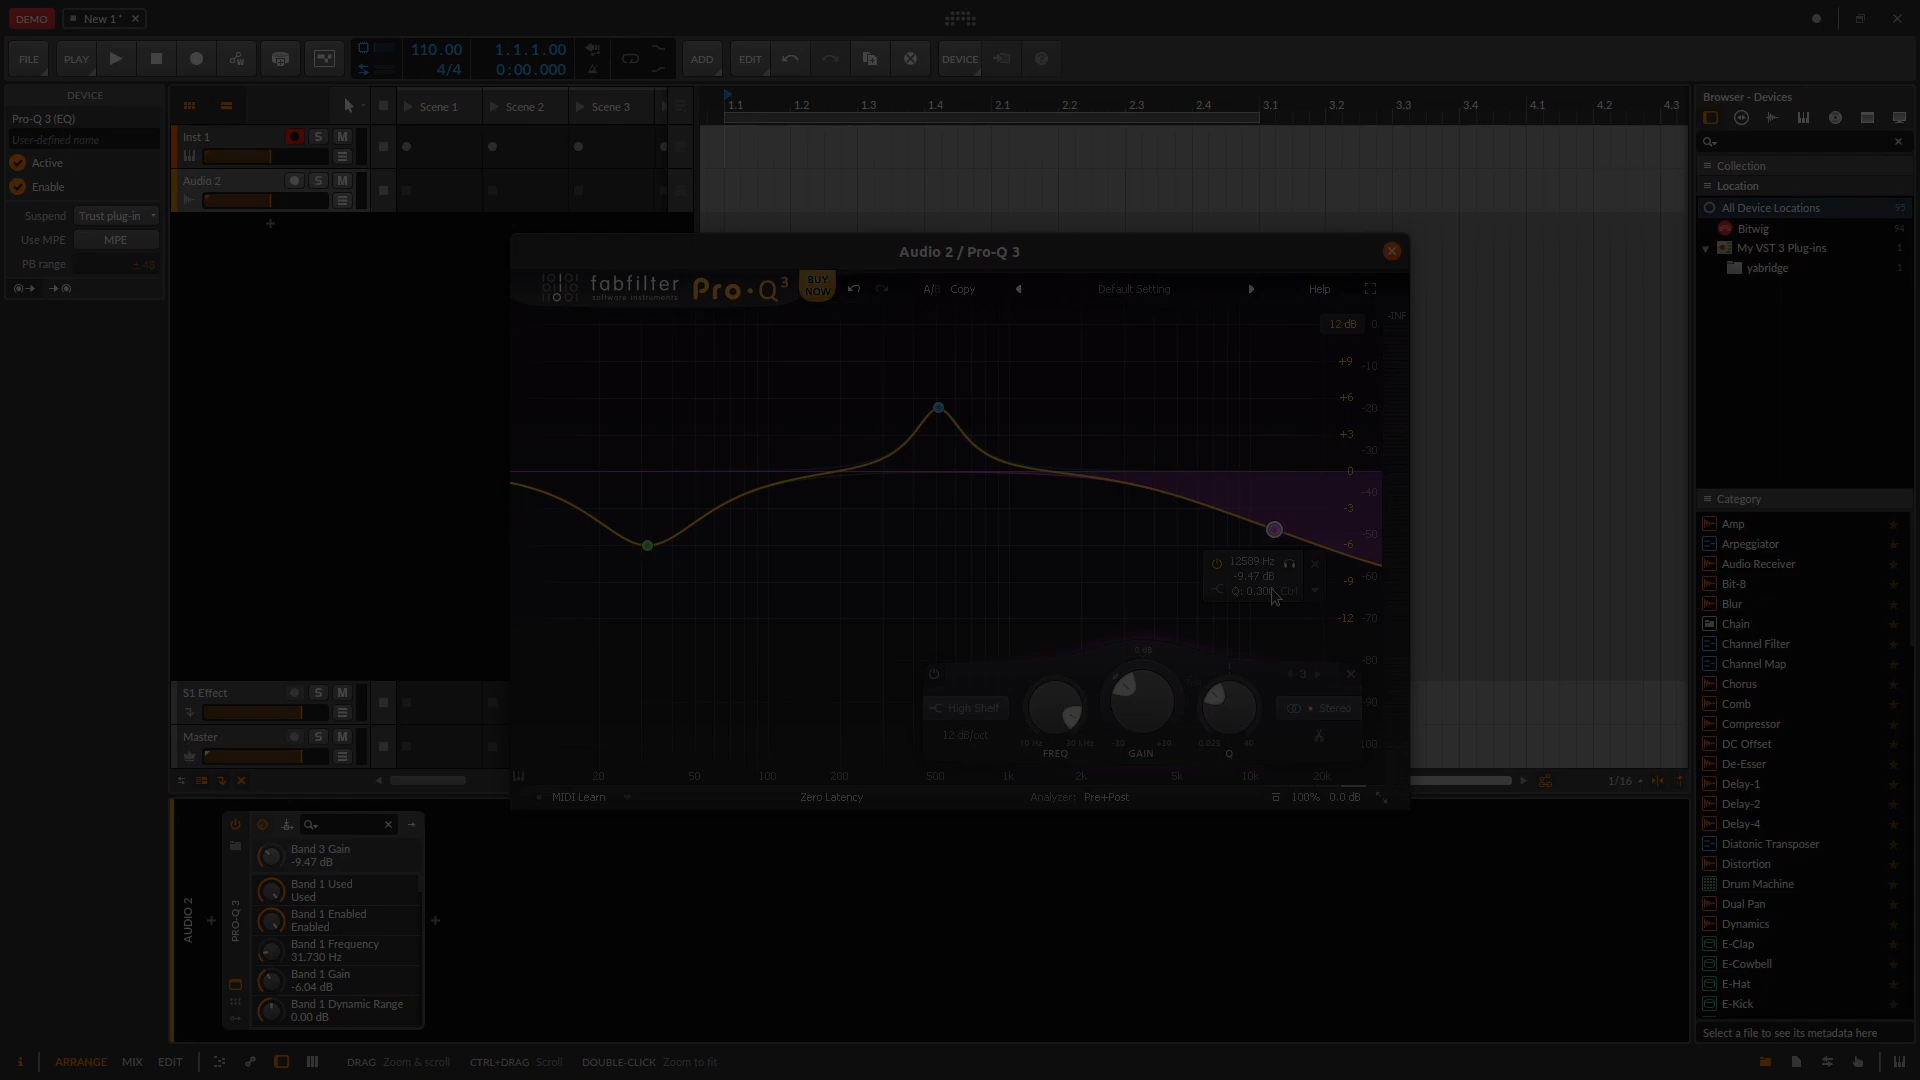 DEMO
New 1 *
FILE
PLAY
110.00
4/4
1.1.1.00
0:00.000
ADD
EDIT
DEVICE
DEVICE
Pro-Q 3 (EQ)
User-defined name
Active
Enable
Suspend Trust plug-in
Use MPE MPE
PB range ± 48
Scene 1
Scene 2
Scene 3
Inst 1 S M
Audio 2 S M
1.1 1.2 1.3 1.4 2.1 2.2 2.3 2.4 3.1 3.2 3.3 3.4 4.1 4.2 4.3
Audio 2 / Pro-Q 3
fabfilter
software instruments
Pro·Q 3
BUY NOW
A/B Copy
Default Setting
Help
12 dB
+9
+6
+3
0
-3
-6
-9
-12
-INF
0
-10
-20
-30
-40
-50
-60
-70
-80
-90
-100
12589 Hz
-9.47 dB
Q: 0.300 Ctrl
0 dB
3
High Shelf
12 dB/oct
10 Hz 30 kHz
FREQ
-30 +30
GAIN
1
0.025 40
Q
Stereo
20 50 100 200 500 1k 2k 5k 10k 20k
MIDI Learn
Zero Latency
Analyzer: Pre+Post
100% 0.0 dB
S1 Effect S M
Master S M
1/16
AUDIO 2
PRO-Q 3
Band 3 Gain
-9.47 dB
Band 1 Used
Used
Band 1 Enabled
Enabled
Band 1 Frequency
31.730 Hz
Band 1 Gain
-6.04 dB
Band 1 Dynamic Range
0.00 dB
Browser - Devices
Collection
Location
All Device Locations 95
Bitwig 94
My VST 3 Plug-ins 1
yabridge 1
Category
Amp
Arpeggiator
Audio Receiver
Bit-8
Blur
Chain
Channel Filter
Channel Map
Chorus
Comb
Compressor
DC Offset
De-Esser
Delay-1
Delay-2
Delay-4
Diatonic Transposer
Distortion
Drum Machine
Dual Pan
Dynamics
E-Clap
E-Cowbell
E-Hat
E-Kick
Select a file to see its metadata here
i ARRANGE MIX EDIT
DRAG Zoom & scroll CTRL+DRAG Scroll DOUBLE-CLICK Zoom to fit